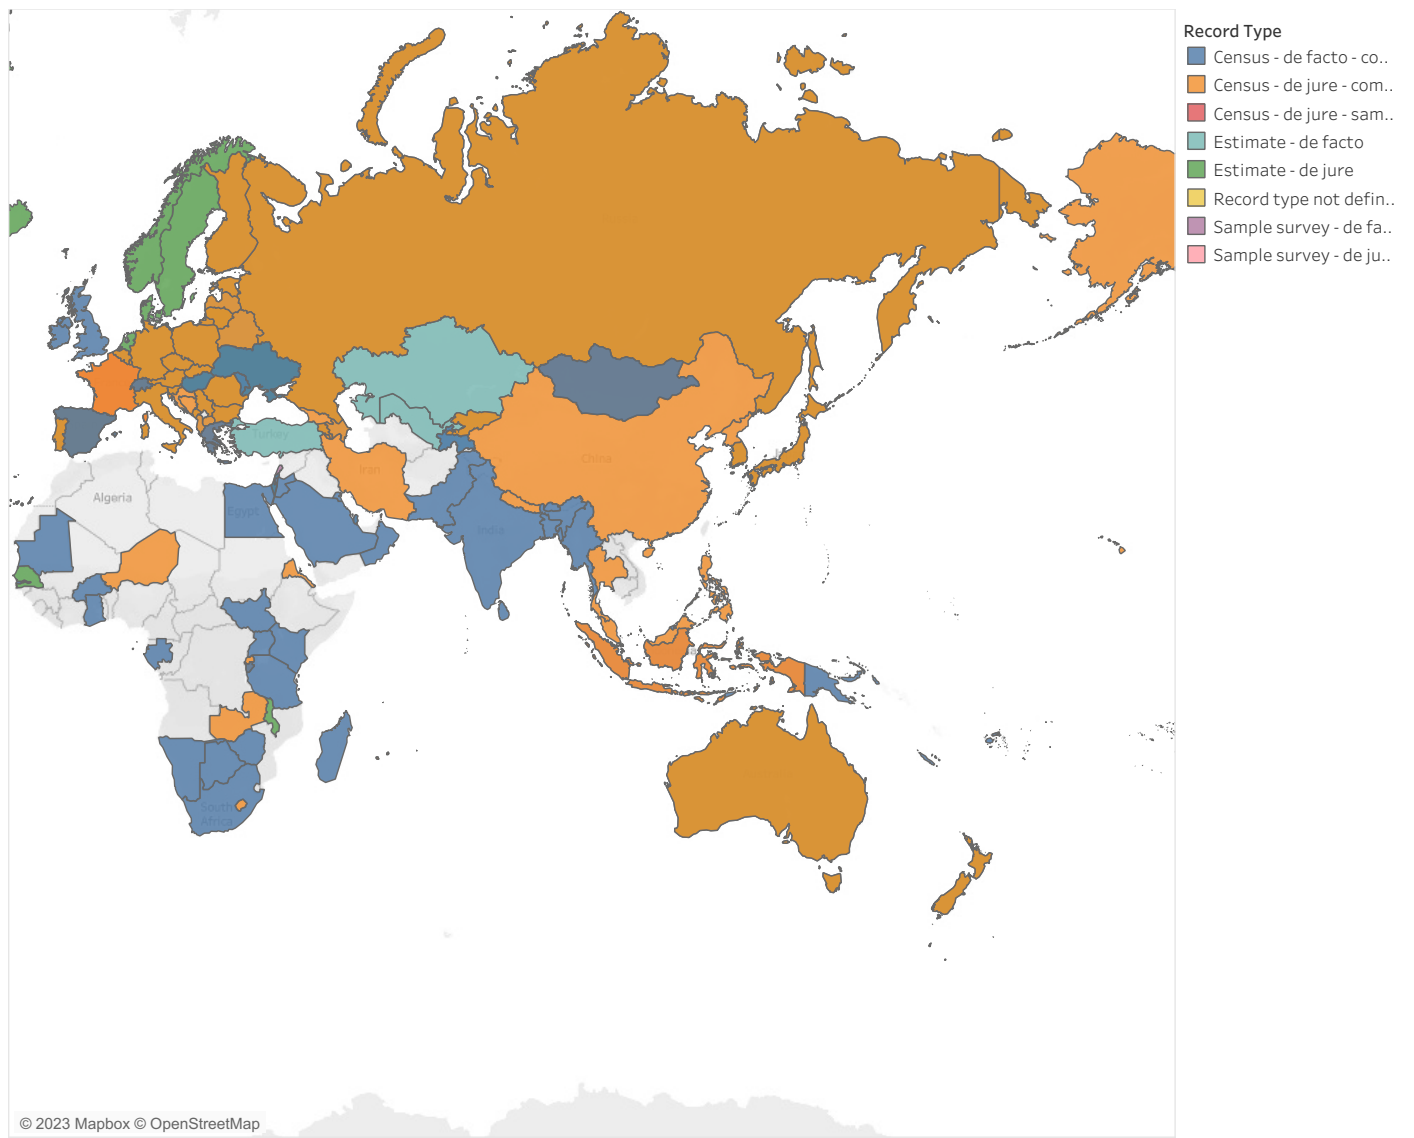 Record Type
Census - de facto - co..
Census - de jure - com..
Census - de jure - sam..
Estimate - de facto
Estimate - de jure
Record type not defin..
Sample survey - de fa..
Sample survey - de ju..
Turkey
China
Iran
Algeria
Egypt
India
South
Africa
© 2023 Mapbox © OpenStreetMap